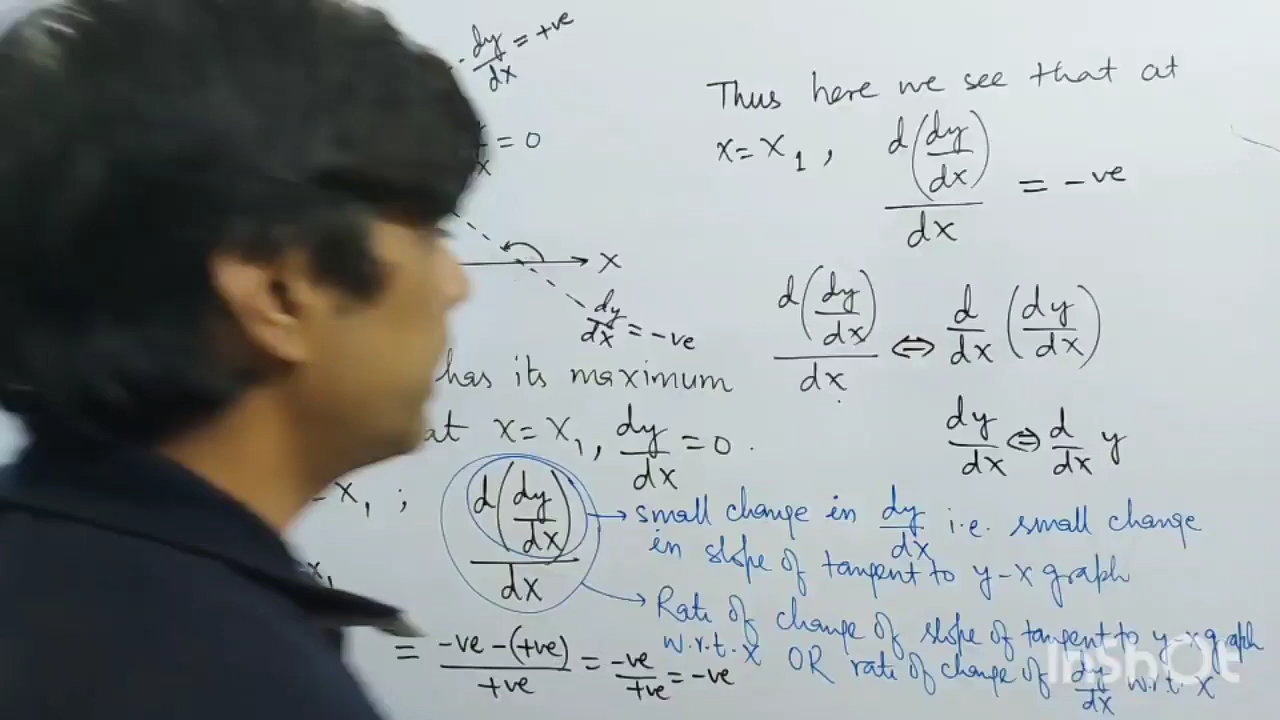 dy/dx = +ve
= 0
x
dy/dx = -ve
has its maximum
at x = x₁, dy/dx = 0.
x₁ ;
d(dy/dx)/dx
→ small change in dy/dx i.e. small change
in slope of tangent to y-x graph
→ Rate of change of slope of tangent to y-x graph
w.r.t. x OR rate of change of dy/dx w.r.t. x
= -ve - (+ve)/+ve = -ve/+ve = -ve
Thus here we see that at
x = x₁, d(dy/dx)/dx = -ve
d(dy/dx)/dx ⇔ d/dx (dy/dx)
dy/dx ⇔ d/dx y
InShOt